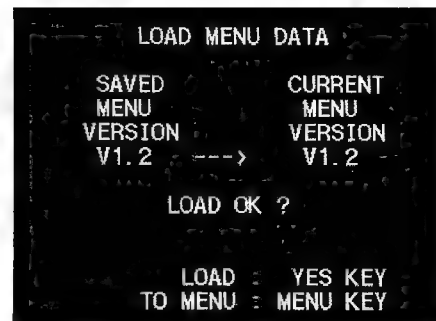 LOAD MENU DATA
SAVED CURRENT
MENU MENU
VERSION VERSION
V1.2 ---> V1.2
LOAD OK ?
LOAD : YES KEY
TO MENU : MENU KEY